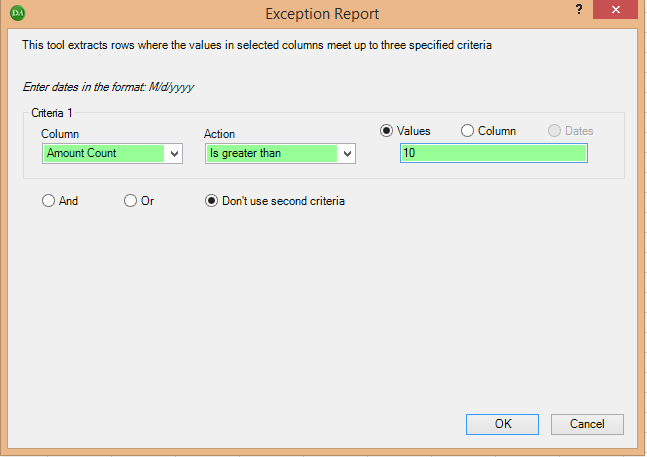 DA
Exception Report
?
x
This tool extracts rows where the values in selected columns meet up to three specified criteria
Enter dates in the format: M/d/yyyy
Criteria 1
Column Action Values Column Dates
Amount Count Is greater than 10
And Or Don't use second criteria
OK Cancel